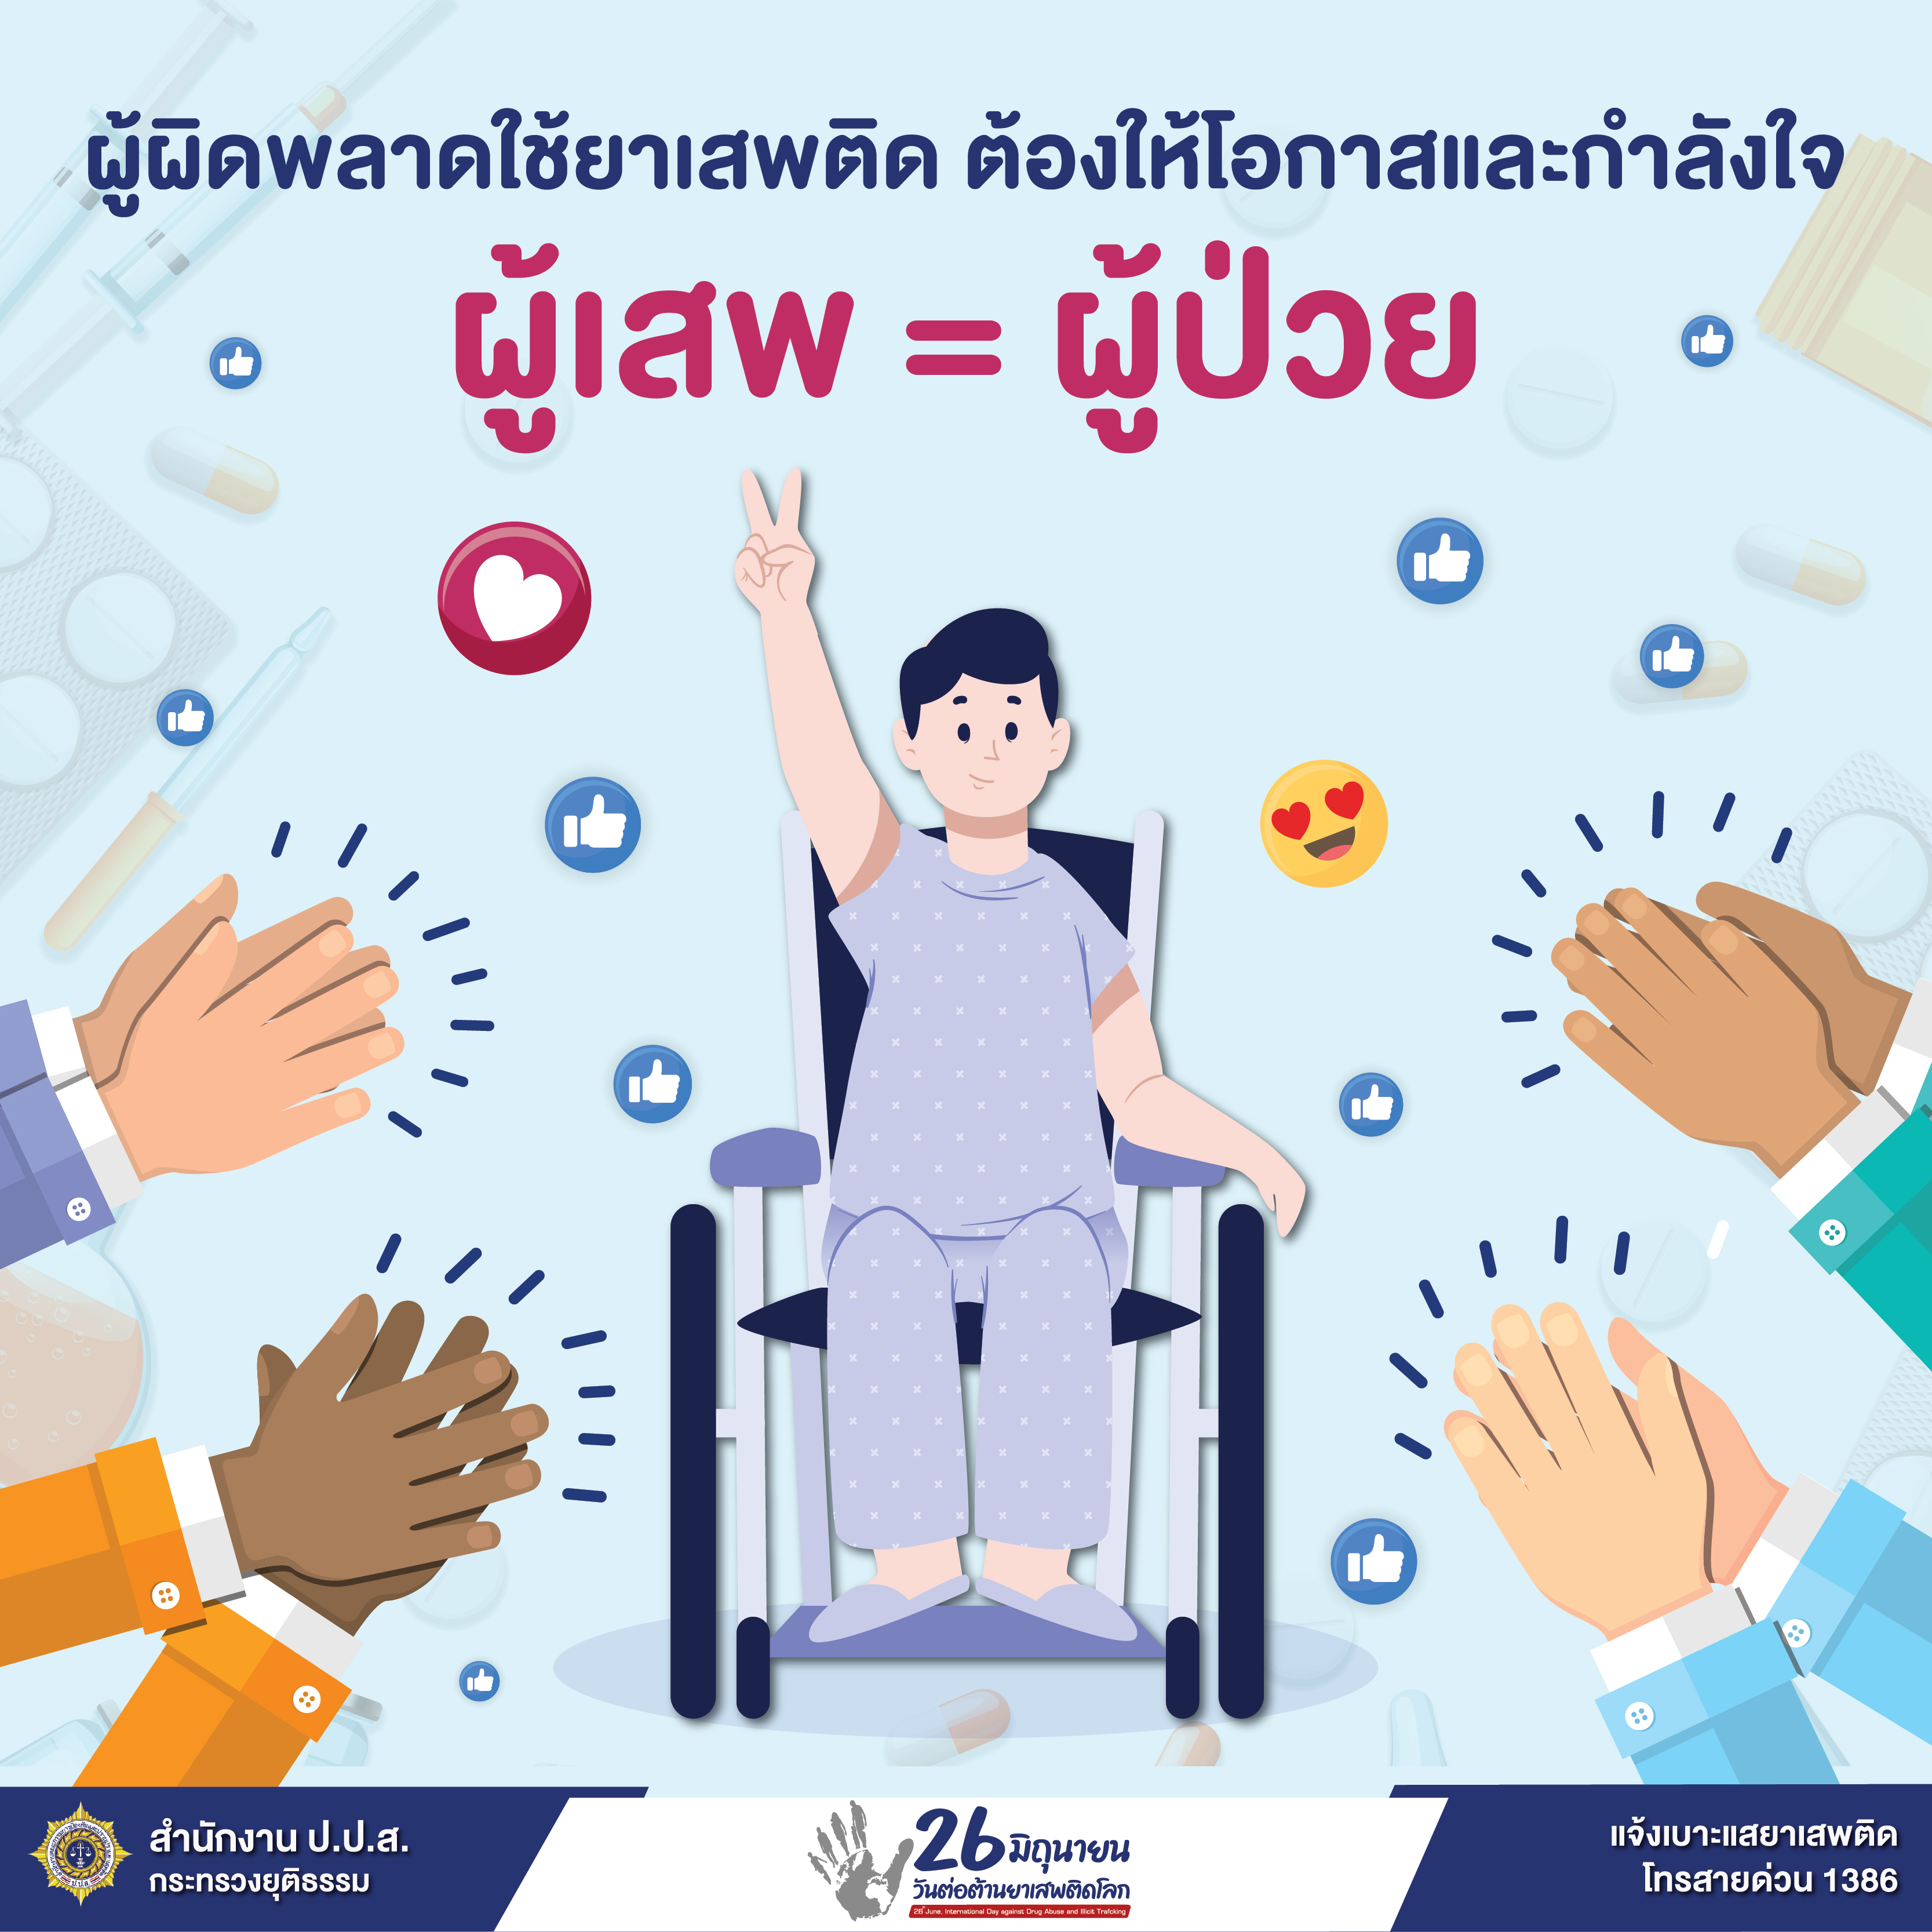 ผู้ผิดพลาดใช้ยาเสพติด ต้องให้โอกาสและกำลังใจ
ผู้เสพ = ผู้ป่วย
สำนักงาน ป.ป.ส.
กระทรวงยุติธรรม
26 มิถุนายน
วันต่อต้านยาเสพติดโลก
26th June, International Day against Drug Abuse and Illicit Trafcking
แจ้งเบาะแสยาเสพติด
โทรสายด่วน 1386